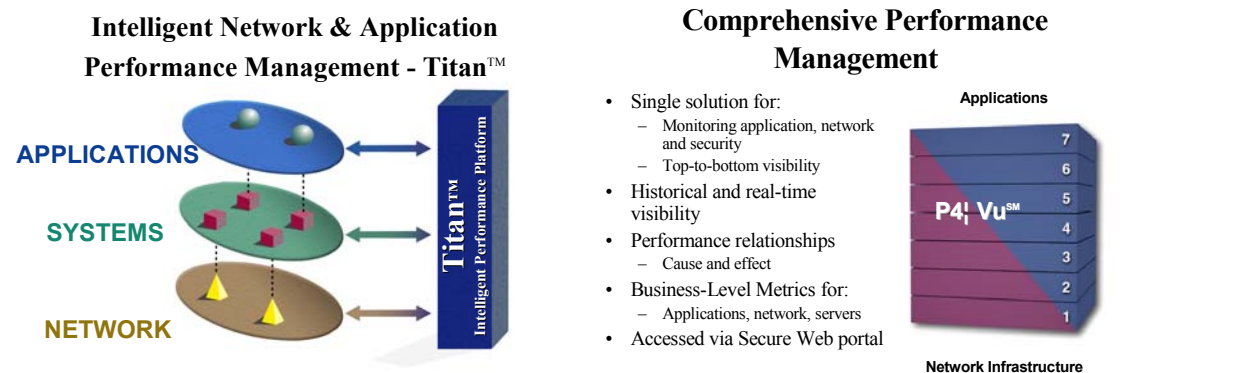 Intelligent Network & Application
Performance Management - Titan™
APPLICATIONS
SYSTEMS
NETWORK
Titan™
Intelligent Performance Platform
Comprehensive Performance
Management
• Single solution for:
– Monitoring application, network
and security
– Top-to-bottom visibility
• Historical and real-time
visibility
• Performance relationships
– Cause and effect
• Business-Level Metrics for:
– Applications, network, servers
• Accessed via Secure Web portal
Applications
7
6
5
P4¦ Vu℠
4
3
2
1
Network Infrastructure